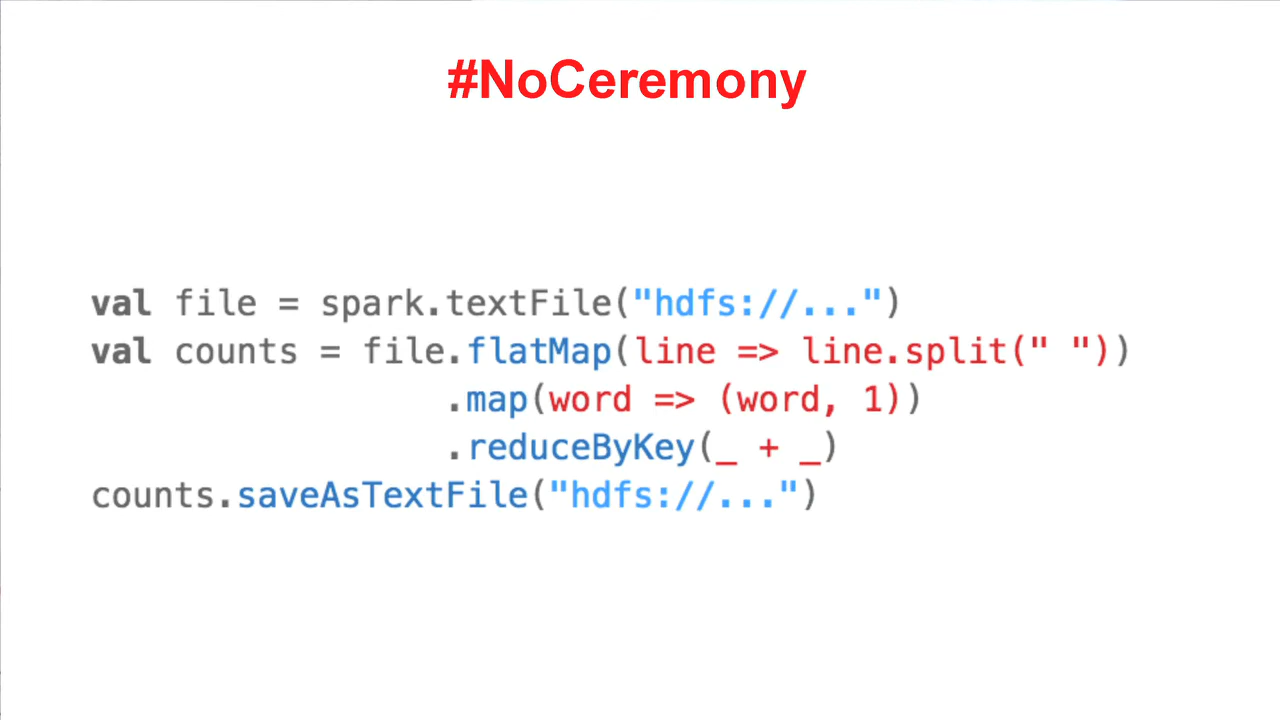 #NoCeremony
val file = spark.textFile("hdfs://...")
val counts = file.flatMap(line => line.split(" "))
.map(word => (word, 1))
.reduceByKey(_ + _)
counts.saveAsTextFile("hdfs://...")